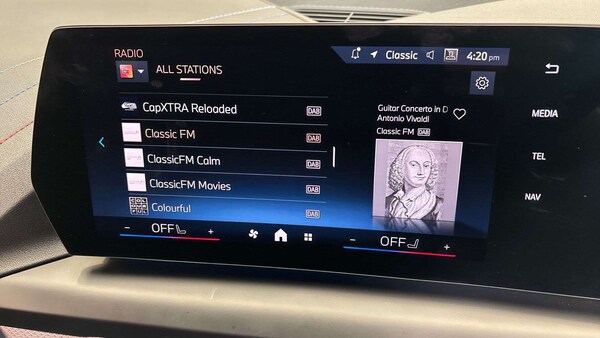 RADIO
Classic
4:20 pm
ALL STATIONS
CapXTRA Reloaded DAB
Classic FM DAB
ClassicFM Calm DAB
ClassicFM Movies DAB
Colourful DAB
Guitar Concerto in D
Antonio Vivaldi
Classic FM DAB
MEDIA
TEL
NAV
- OFF +
- OFF +